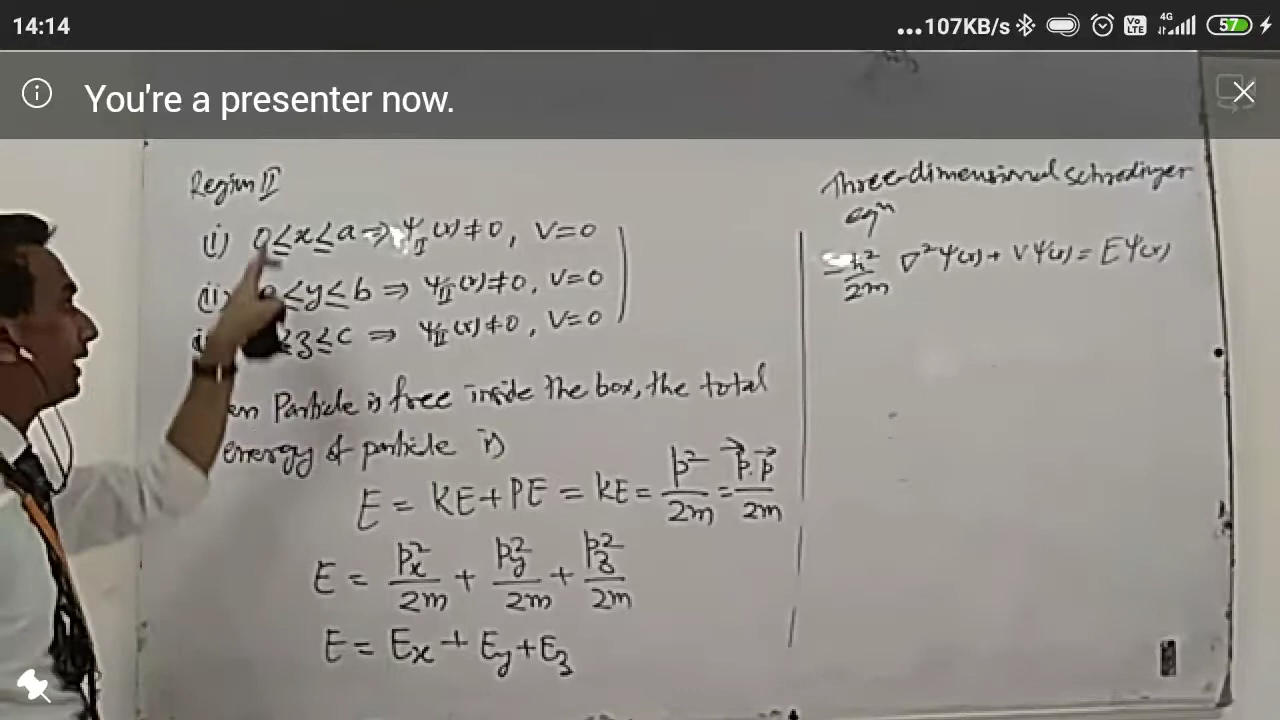 14:14
...107KB/s
Vo LTE
4G
57
You're a presenter now.
Region II
(i) 0≤x≤a ⇒ ψ_II(r)≠0, V=0
(ii) 0≤y≤b ⇒ ψ_II(r)≠0, V=0
≤z≤c ⇒ ψ_II(r)≠0, V=0
Particle is free inside the box, the total
energy of particle is
E = KE+PE = KE = p²/2m = p⃗.p⃗/2m
E = px²/2m + py²/2m + pz²/2m
E = Ex + Ey + Ez
Three-dimensional Schrodinger
eqⁿ
-ħ²/2m ∇²ψ(r) + Vψ(r) = Eψ(r)